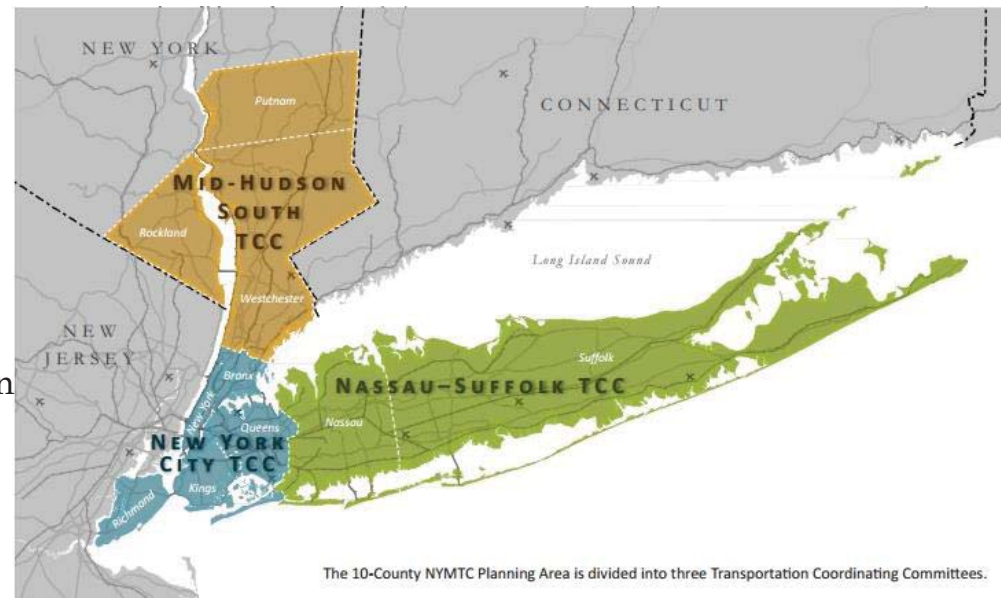 NEW YORK
Putnam
CONNECTICUT
MID-HUDSON
SOUTH
TCC
Rockland
Long Island Sound
Westchester
NEW
JERSEY
Bronx
Suffolk
NASSAU–SUFFOLK TCC
New York
Queens
Nassau
NEW YORK
CITY TCC
Kings
Richmond
The 10-County NYMTC Planning Area is divided into three Transportation Coordinating Committees.